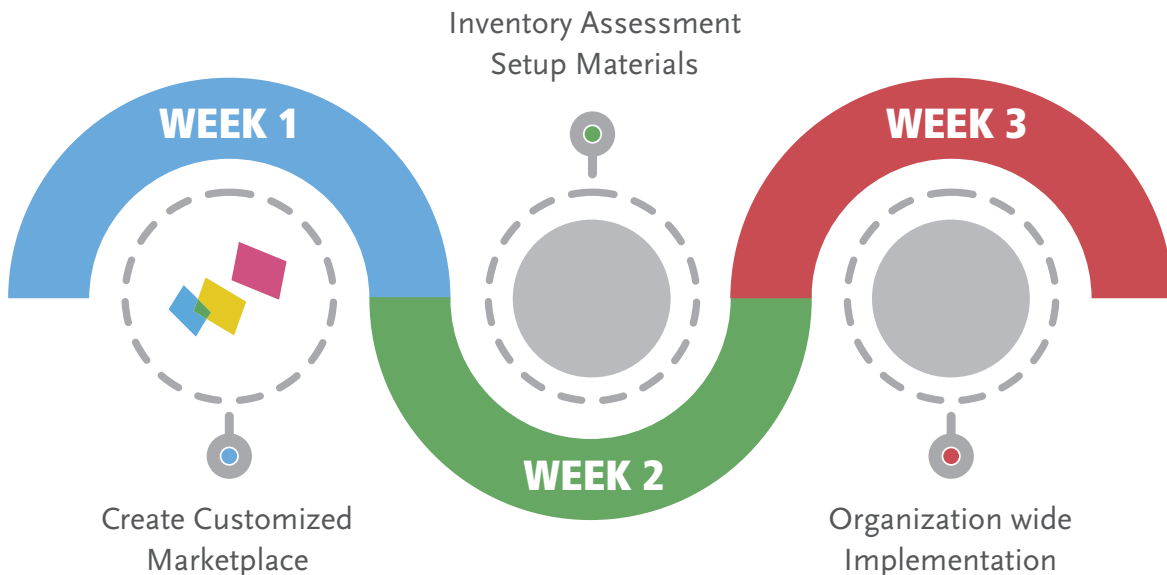 Inventory Assessment
Setup Materials
WEEK 1
WEEK 3
WEEK 2
Create Customized
Marketplace
Organization wide
Implementation